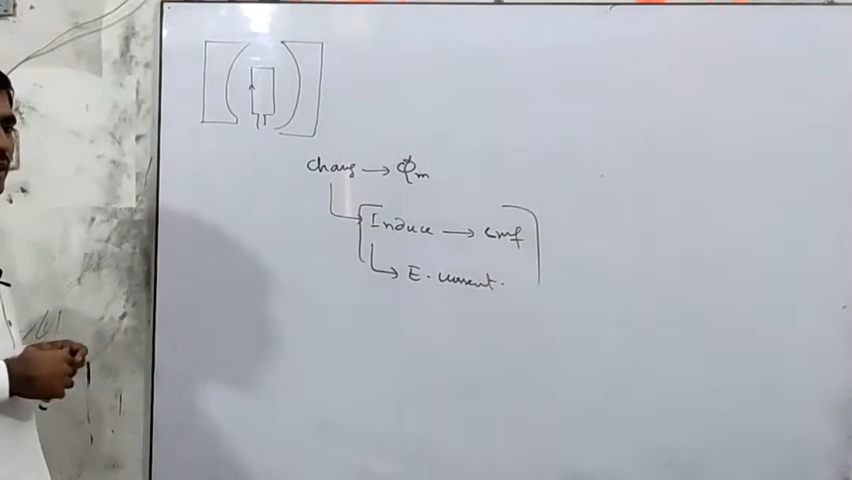 Chang → Φm
Induce → emf
E. current.